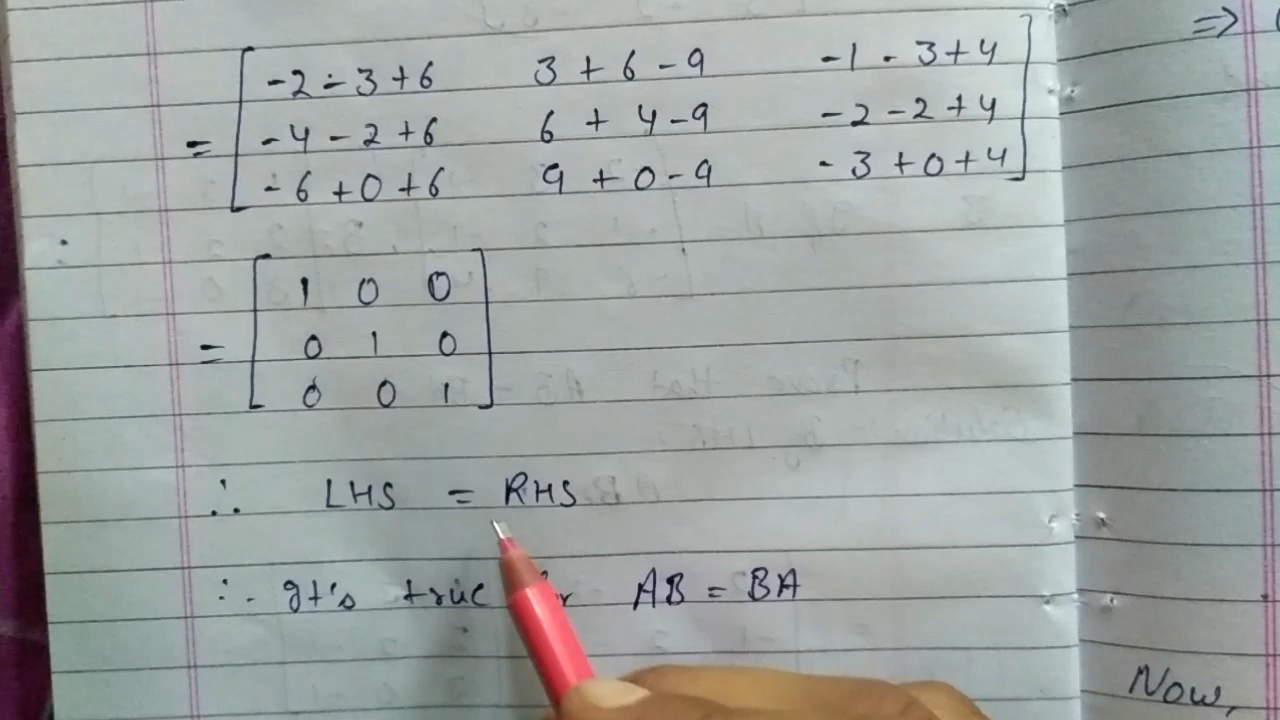 =>
-2 - 3 + 6 3 + 6 - 9 -1 - 3 + 4
= -4 - 2 + 6 6 + 4 - 9 -2 - 2 + 4
-6 + 0 + 6 9 + 0 - 9 -3 + 0 + 4
1 0 0
= 0 1 0
0 0 1
∴ LHS = RHS
∴ It's true AB = BA
Now,